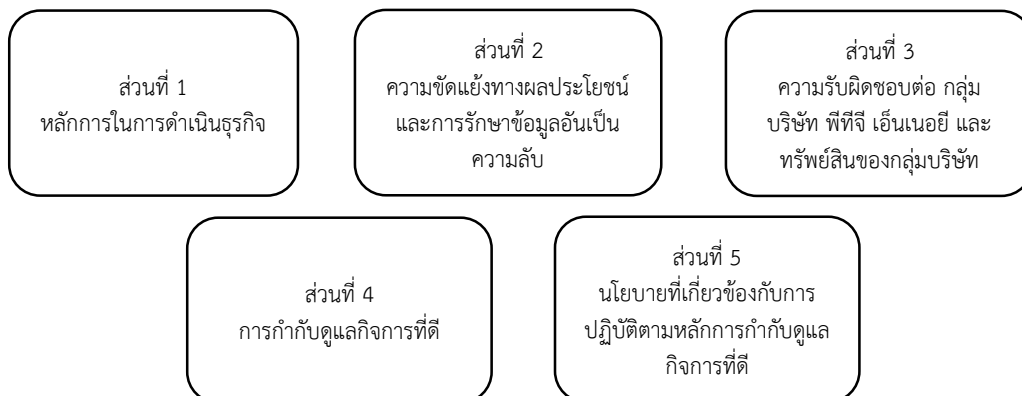 ส่วนที่ 1
หลักการในการดำเนินธุรกิจ
ส่วนที่ 2
ความขัดแย้งทางผลประโยชน์
และการรักษาข้อมูลอันเป็น
ความลับ
ส่วนที่ 3
ความรับผิดชอบต่อ กลุ่ม
บริษัท พีทีจี เอ็นเนอยี และ
ทรัพย์สินของกลุ่มบริษัท
ส่วนที่ 4
การกำกับดูแลกิจการที่ดี
ส่วนที่ 5
นโยบายที่เกี่ยวข้องกับการ
ปฏิบัติตามหลักการกำกับดูแล
กิจการที่ดี